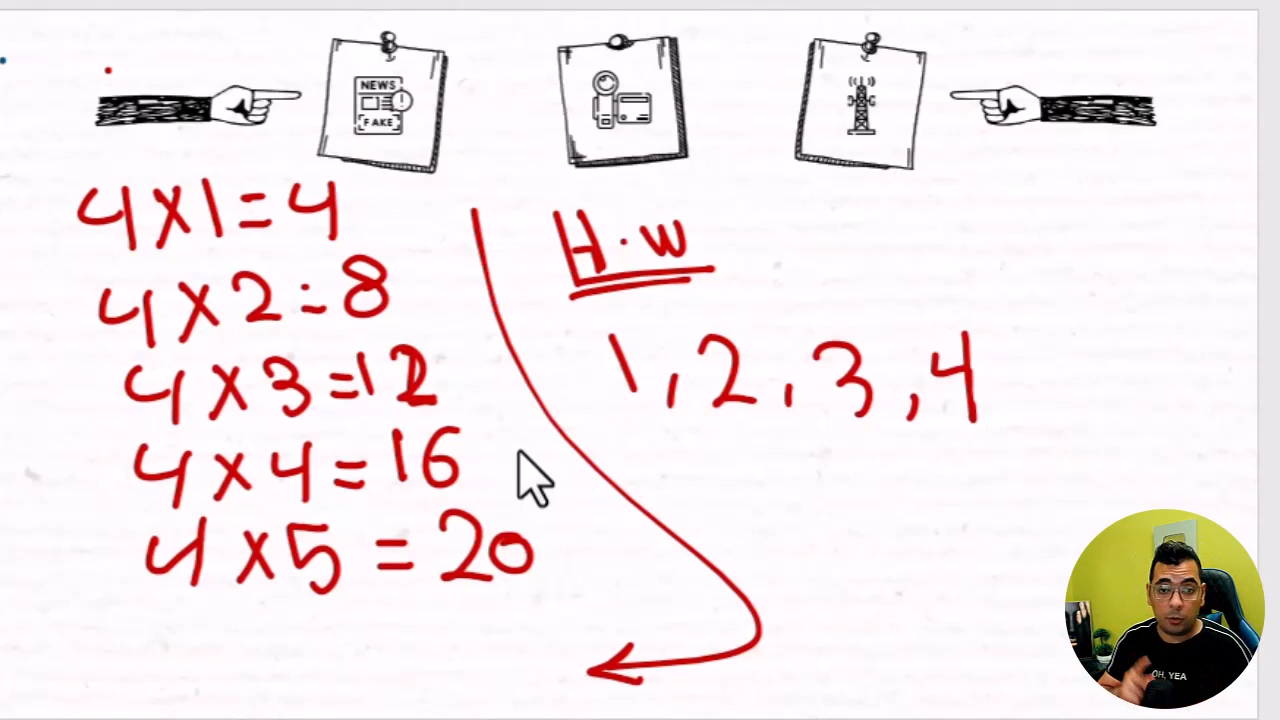 NEWS
FAKE
4x1=4
4x2=8
4x3=12
4x4=16
4x5=20
H.W
1,2,3,4
OH, YEA